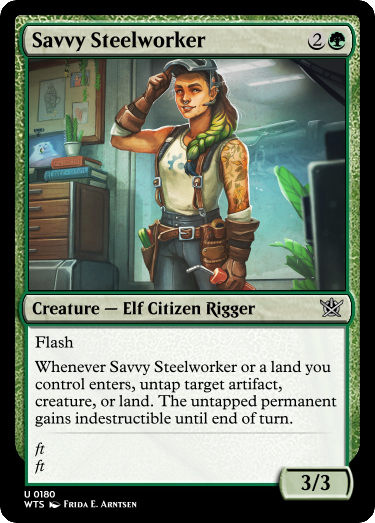 Savvy Steelworker 2
Creature — Elf Citizen Rigger
Flash
Whenever Savvy Steelworker or a land you
control enters, untap target artifact,
creature, or land. The untapped permanent
gains indestructible until end of turn.
ft
ft
3/3
U 0180
WTS Frida E. Arntsen